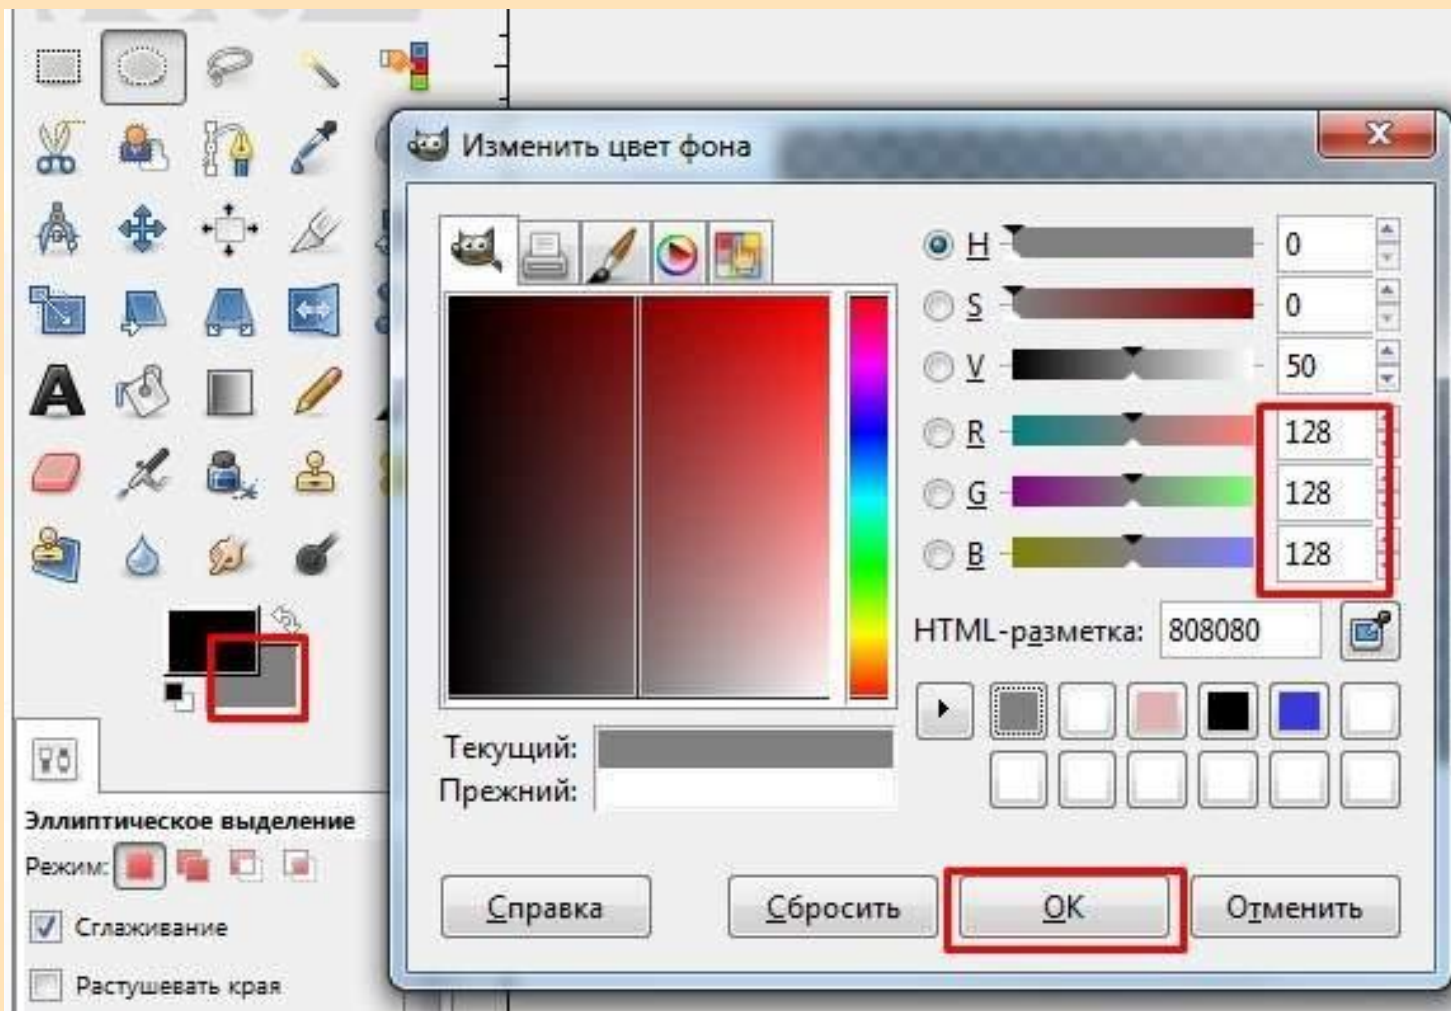 Изменить цвет фона
H 0
S 0
V 50
R 128
G 128
B 128
HTML-разметка: 808080
Текущий:
Прежний:
Справка Сбросить OK Отменить
Эллиптическое выделение
Режим:
Сглаживание
Растушевать края